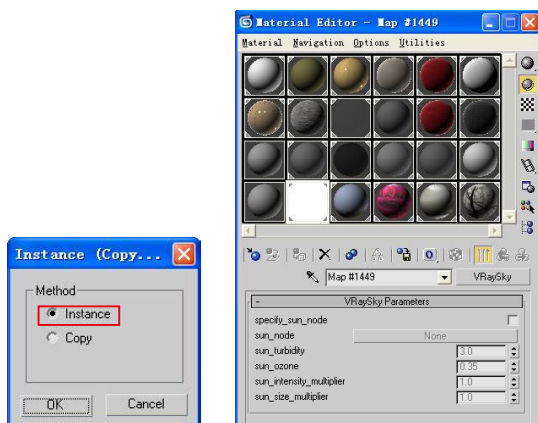 Material Editor - Map #1449
Material Navigation Options Utilities
Map #1449
VRaySky
- VRaySky Parameters
specify_sun_node
sun_node None
sun_turbidity 3.0
sun_ozone 0.35
sun_intensity_multiplier 1.0
sun_size_multiplier 1.0
Instance (Copy...
Method
Instance
Copy
OK Cancel